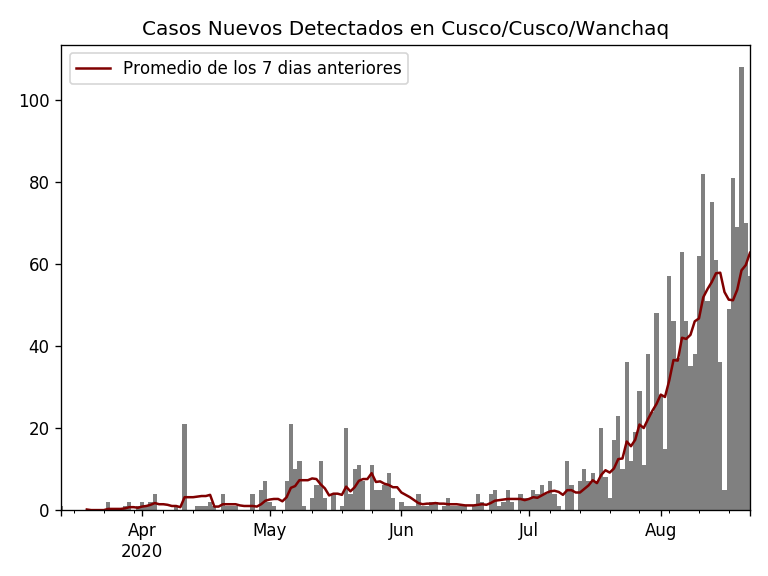 Casos Nuevos Detectados en Cusco/Cusco/Wanchaq
Promedio de los 7 dias anteriores
100
80
60
40
20
0
Apr May Jun Jul Aug
2020